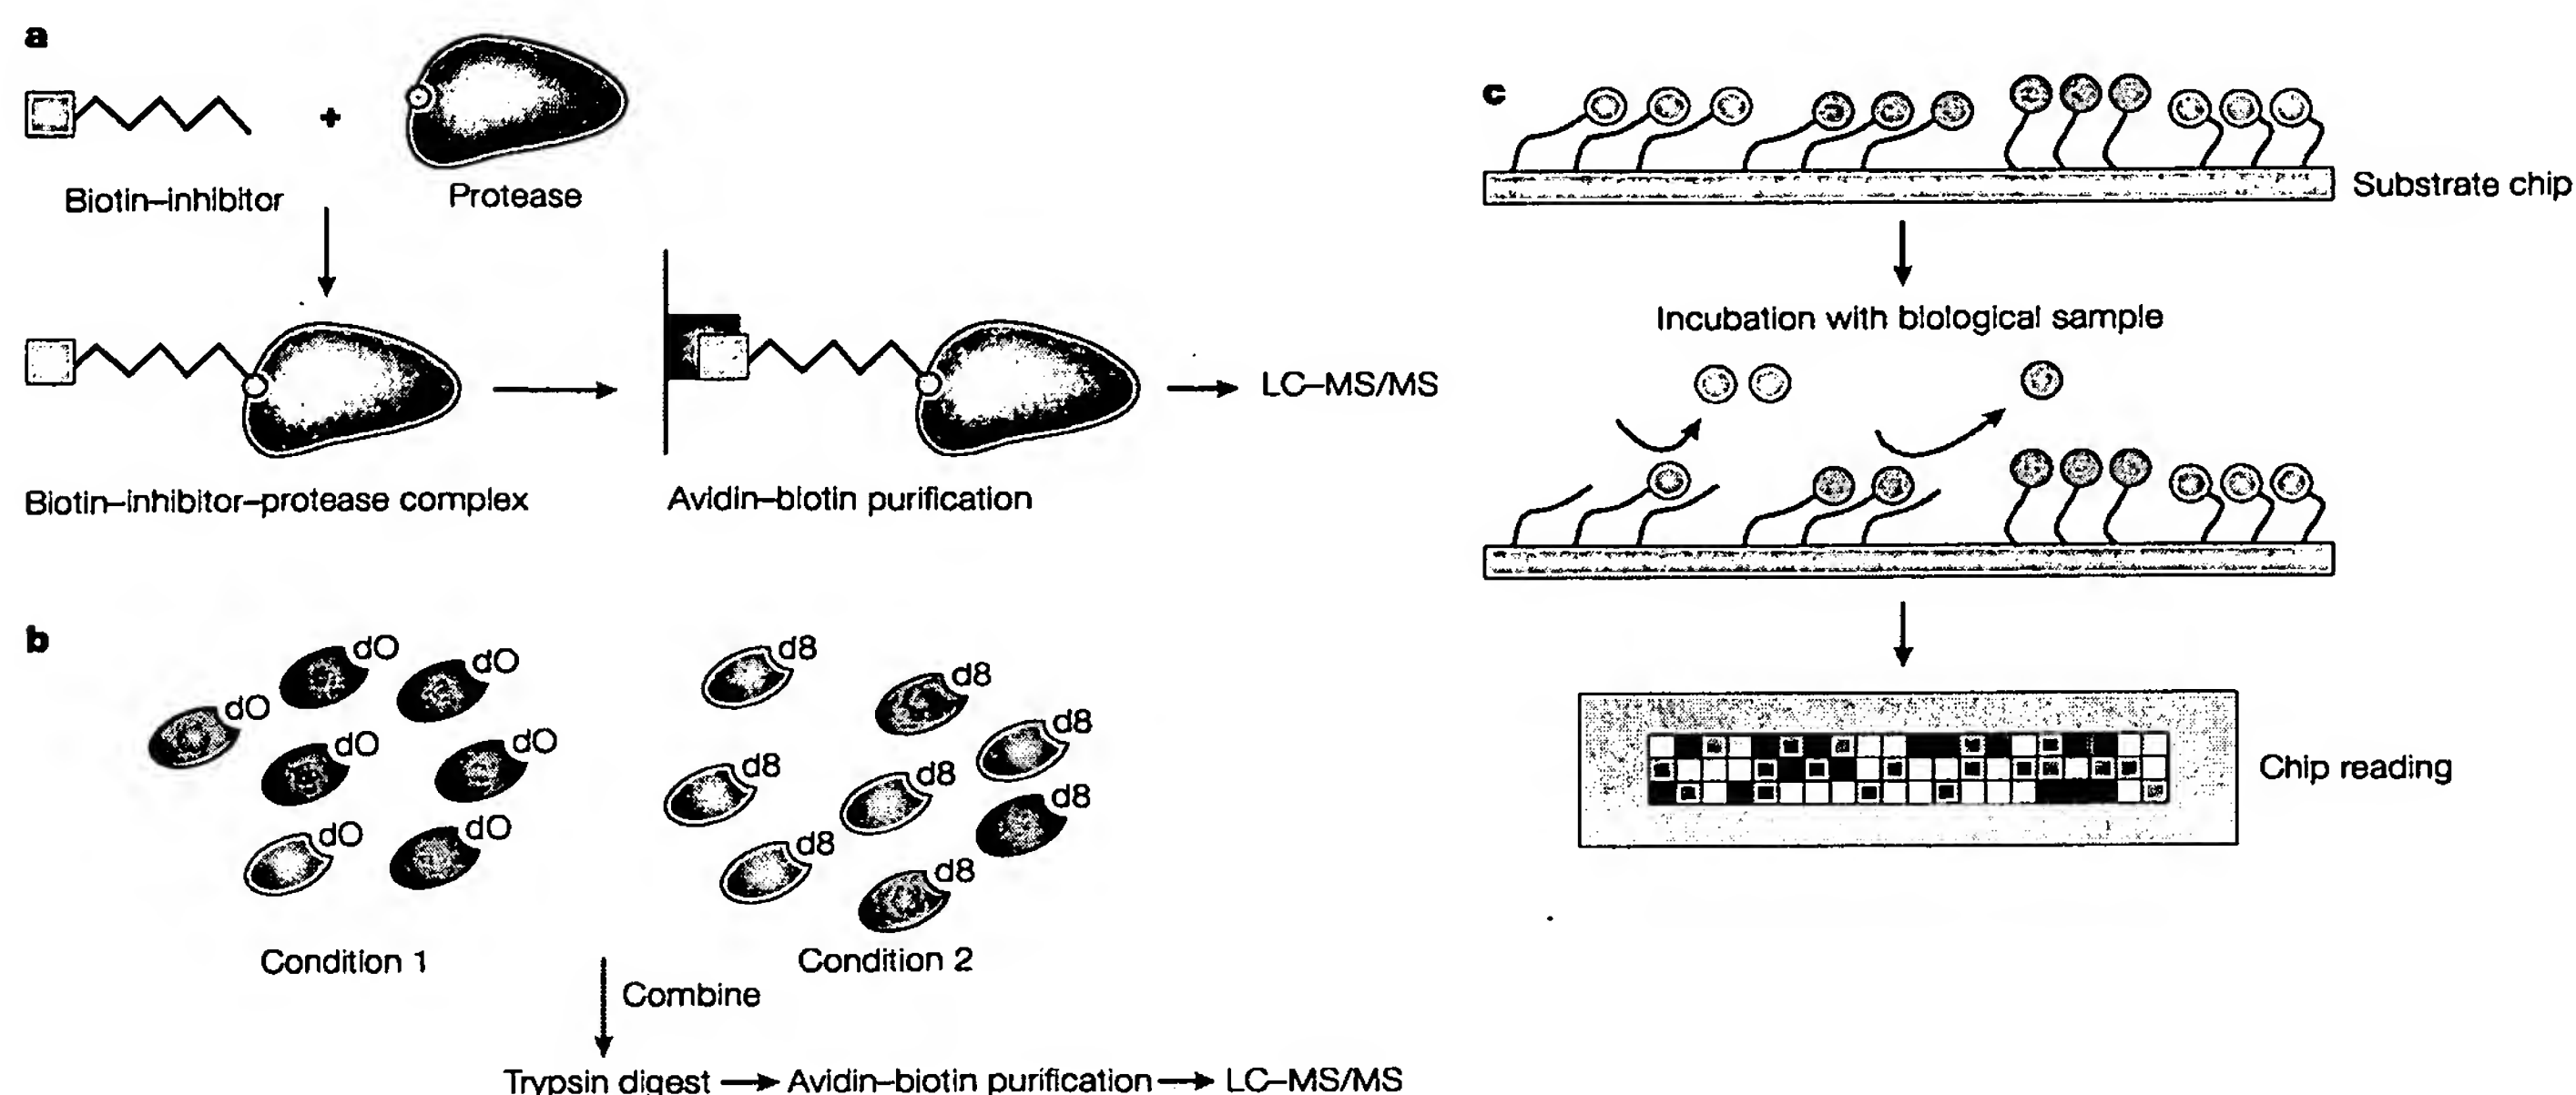 a
+
Biotin–inhibitor
Protease
LC–MS/MS
Biotin–inhibitor–protease complex
Avidin–biotin purification
b
dO
dO
dO
dO
dO
dO
dO
d8
d8
d8
d8
d8
d8
d8
d8
Condition 1
Condition 2
Combine
Trypsin digest
Avidin–biotin purification
LC–MS/MS
c
Substrate chip
Incubation with biological sample
Chip reading